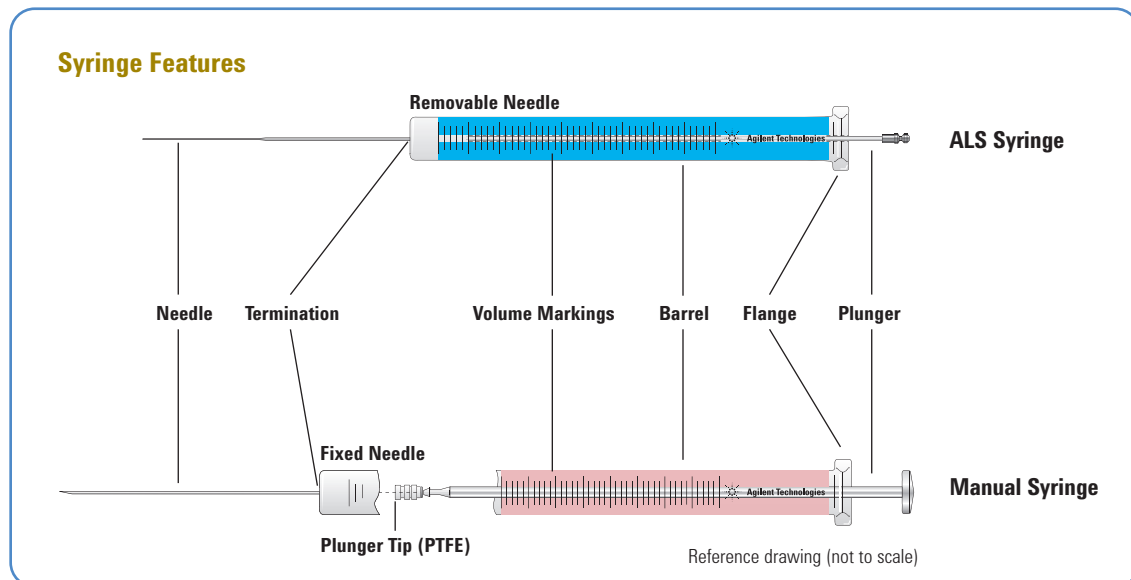 Syringe Features
Removable Needle
Agilent Technologies
ALS Syringe
Needle
Termination
Volume Markings
Barrel
Flange
Plunger
Fixed Needle
Agilent Technologies
Manual Syringe
Plunger Tip (PTFE)
Reference drawing (not to scale)